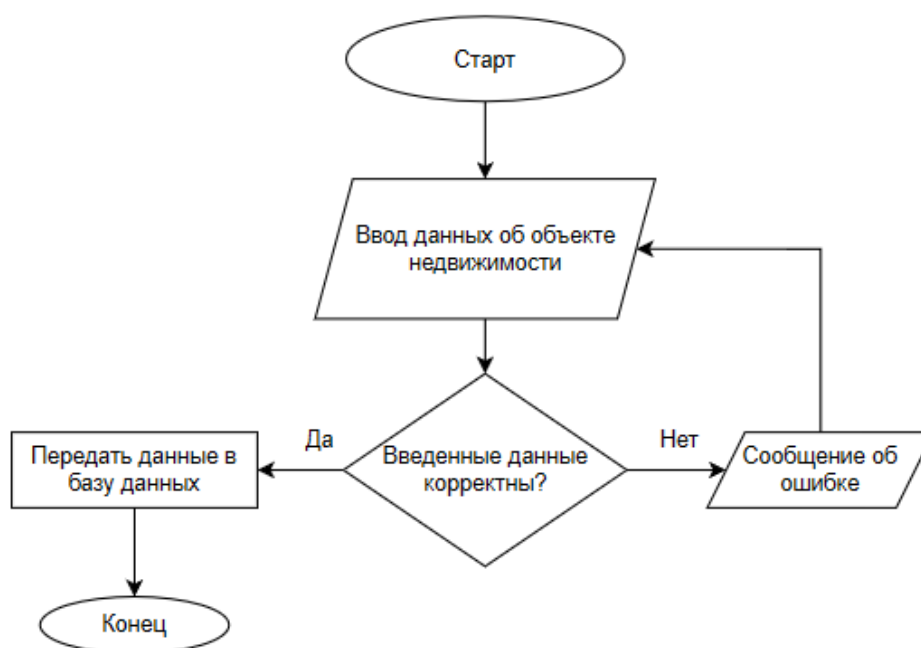 Старт
Ввод данных об объекте
недвижимости
Да
Введенные данные
корректны?
Нет
Передать данные в
базу данных
Сообщение об
ошибке
Конец